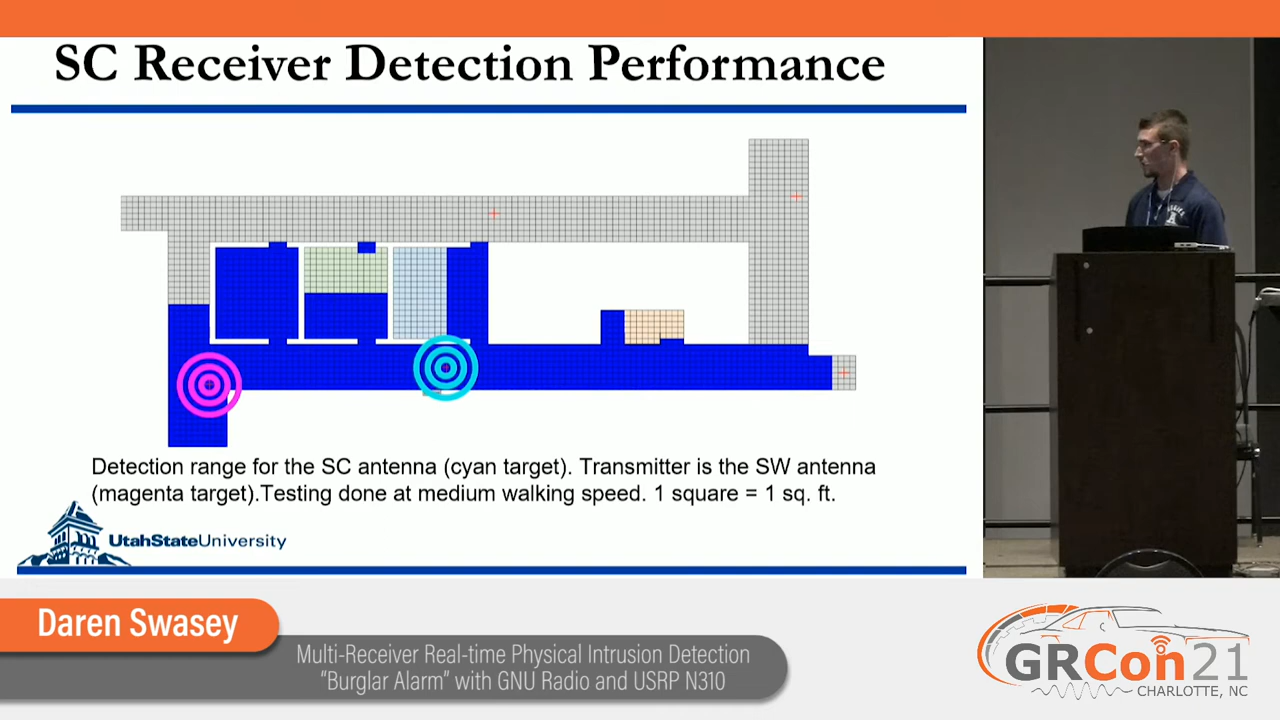 SC Receiver Detection Performance
Detection range for the SC antenna (cyan target). Transmitter is the SW antenna
(magenta target).Testing done at medium walking speed. 1 square = 1 sq. ft.
UtahStateUniversity
Daren Swasey
Multi-Receiver Real-time Physical Intrusion Detection
"Burglar Alarm" with GNU Radio and USRP N310
GRCon21
CHARLOTTE, NC